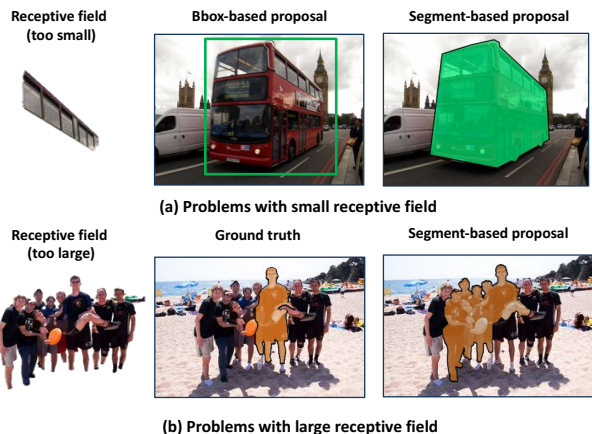 Receptive field
(too small)
Bbox-based proposal
Segment-based proposal
(a) Problems with small receptive field
Receptive field
(too large)
Ground truth
Segment-based proposal
(b) Problems with large receptive field